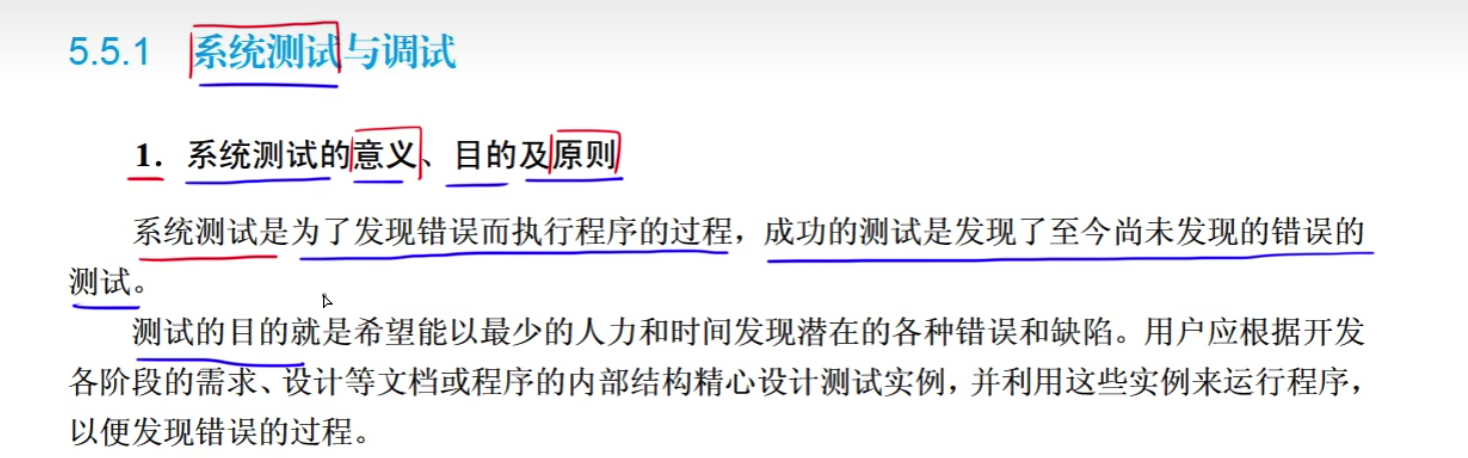 5.5.1 系统测试与调试
1. 系统测试的意义、目的及原则
系统测试是为了发现错误而执行程序的过程，成功的测试是发现了至今尚未发现的错误的
测试。
测试的目的就是希望能以最少的人力和时间发现潜在的各种错误和缺陷。用户应根据开发
各阶段的需求、设计等文档或程序的内部结构精心设计测试实例，并利用这些实例来运行程序，
以便发现错误的过程。